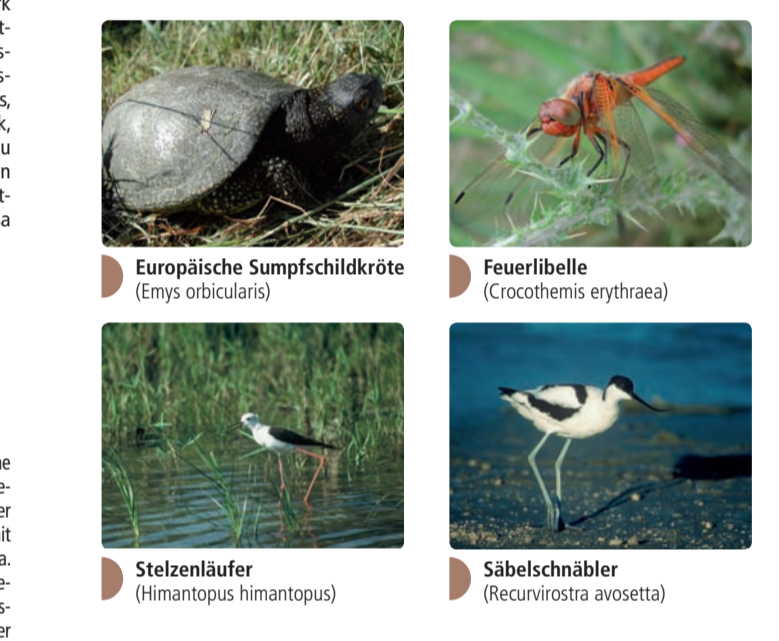 Europäische Sumpfschildkröte
(Emys orbicularis)
Feuerlibelle
(Crocothemis erythraea)
Stelzenläufer
(Himantopus himantopus)
Säbelschnäbler
(Recurvirostra avosetta)